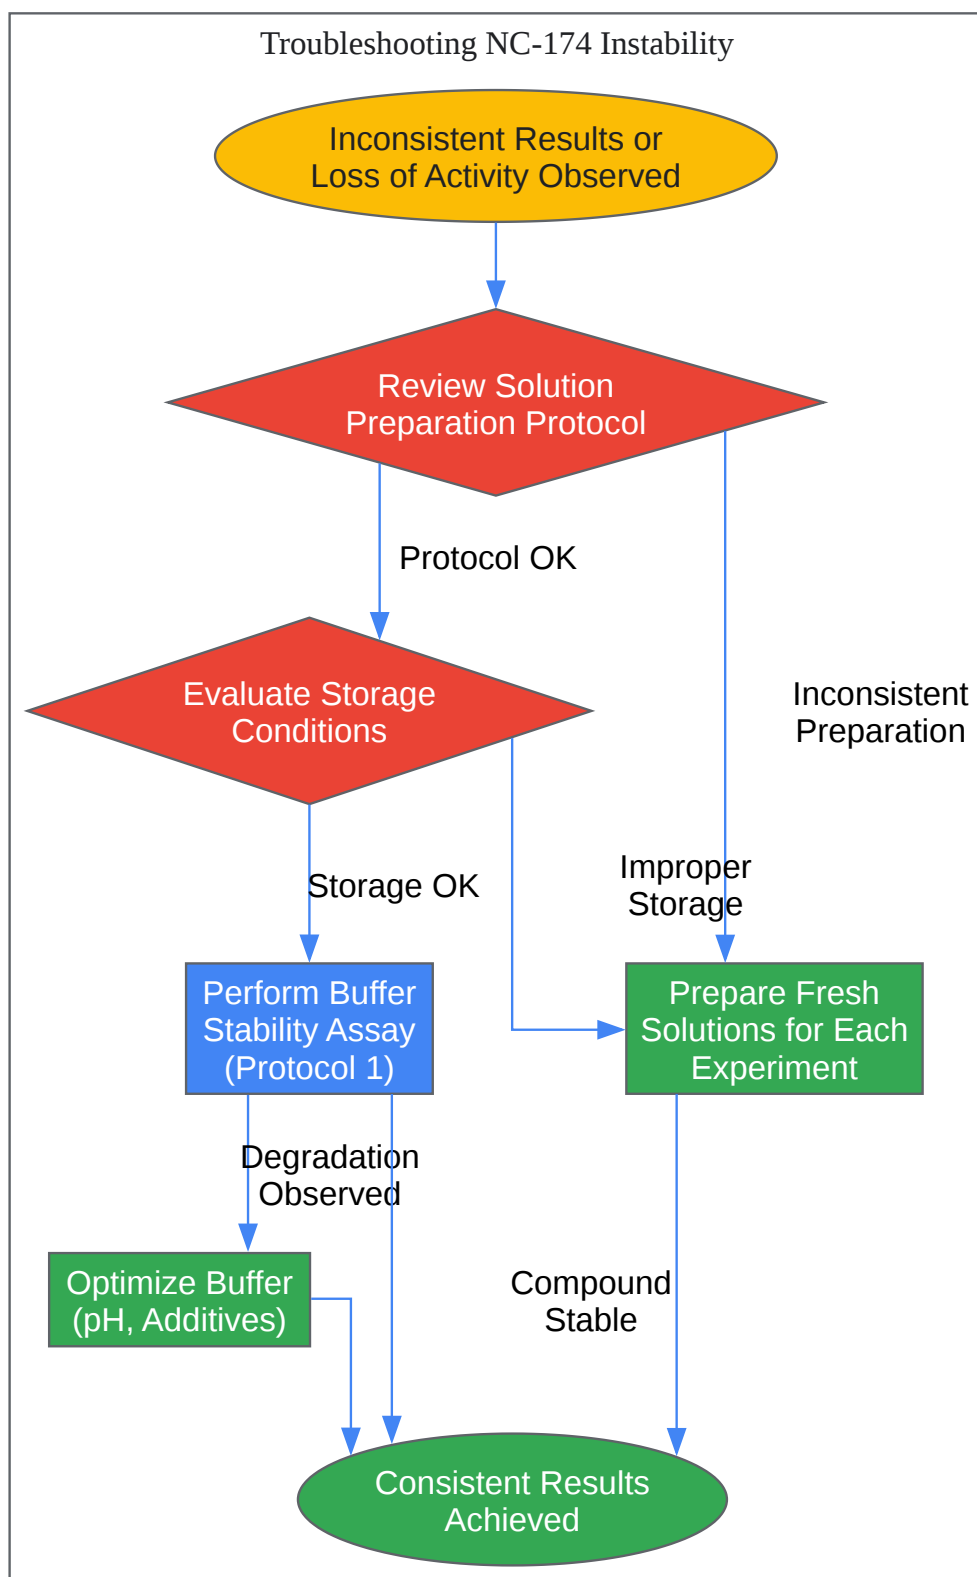 Troubleshooting NC-174 Instability
Inconsistent Results or
Loss of Activity Observed
Review Solution
Preparation Protocol
Protocol OK
Evaluate Storage
Conditions
Inconsistent
Preparation
Storage OK
Improper
Storage
Perform Buffer
Stability Assay
(Protocol 1)
Prepare Fresh
Solutions for Each
Experiment
Degradation
Observed
Optimize Buffer
(pH, Additives)
Compound
Stable
Consistent Results
Achieved